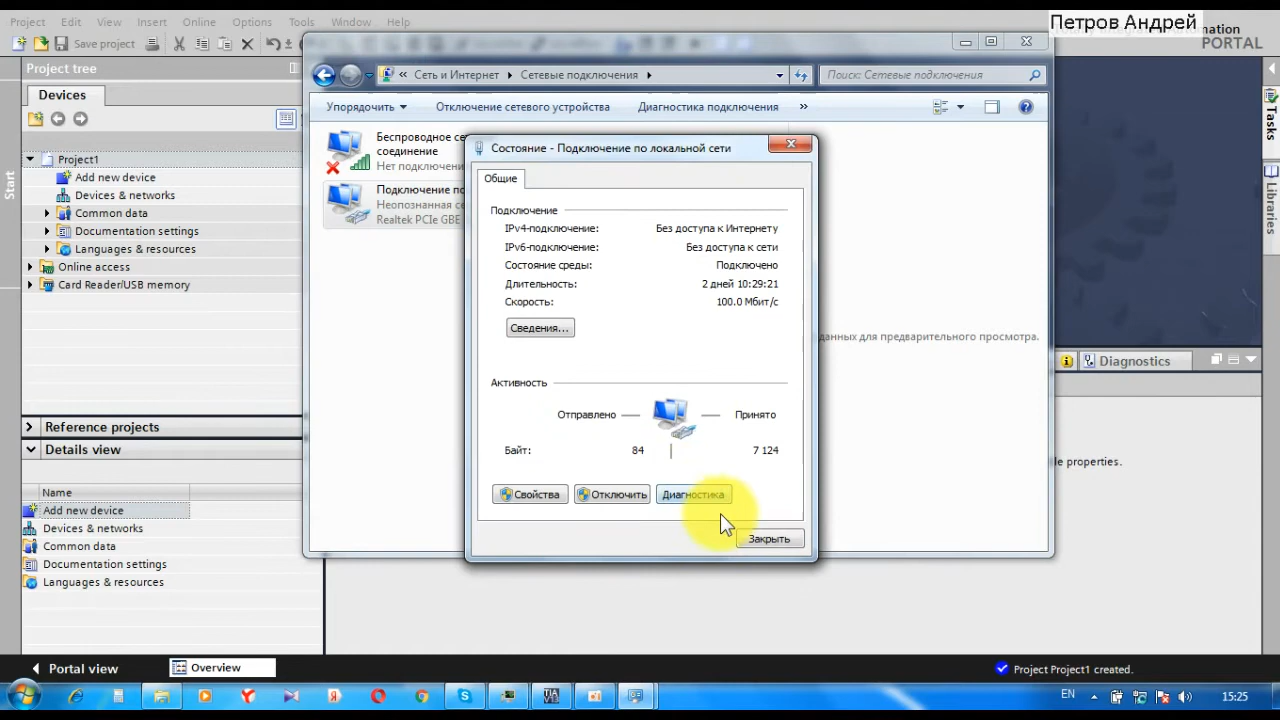 Project Edit View Insert Online Options Tools Window Help
Петров Андрей
Save project
PORTAL
Project tree
Devices
Project1
Add new device
Devices & networks
Common data
Documentation settings
Languages & resources
Online access
Card Reader/USB memory
Reference projects
Details view
Name
Add new device
Devices & networks
Common data
Documentation settings
Languages & resources
Start
« Сеть и Интернет Сетевые подключения
Поиск: Сетевые подключения
Упорядочить Отключение сетевого устройства Диагностика подключения »
Беспроводное се
соединение
Нет подключени
Подключение по
Неопознанная се
Realtek PCIe GBE
данных для предварительного просмотра.
Состояние - Подключение по локальной сети
Общие
Подключение
IPv4-подключение: Без доступа к Интернету
IPv6-подключение: Без доступа к сети
Состояние среды: Подключено
Длительность: 2 дней 10:29:21
Скорость: 100.0 Мбит/с
Сведения...
Активность
Отправлено Принято
Байт: 84 7 124
Свойства Отключить Диагностика
Закрыть
Tasks
Libraries
Diagnostics
le properties.
Portal view Overview
Project Project1 created.
EN 15:25